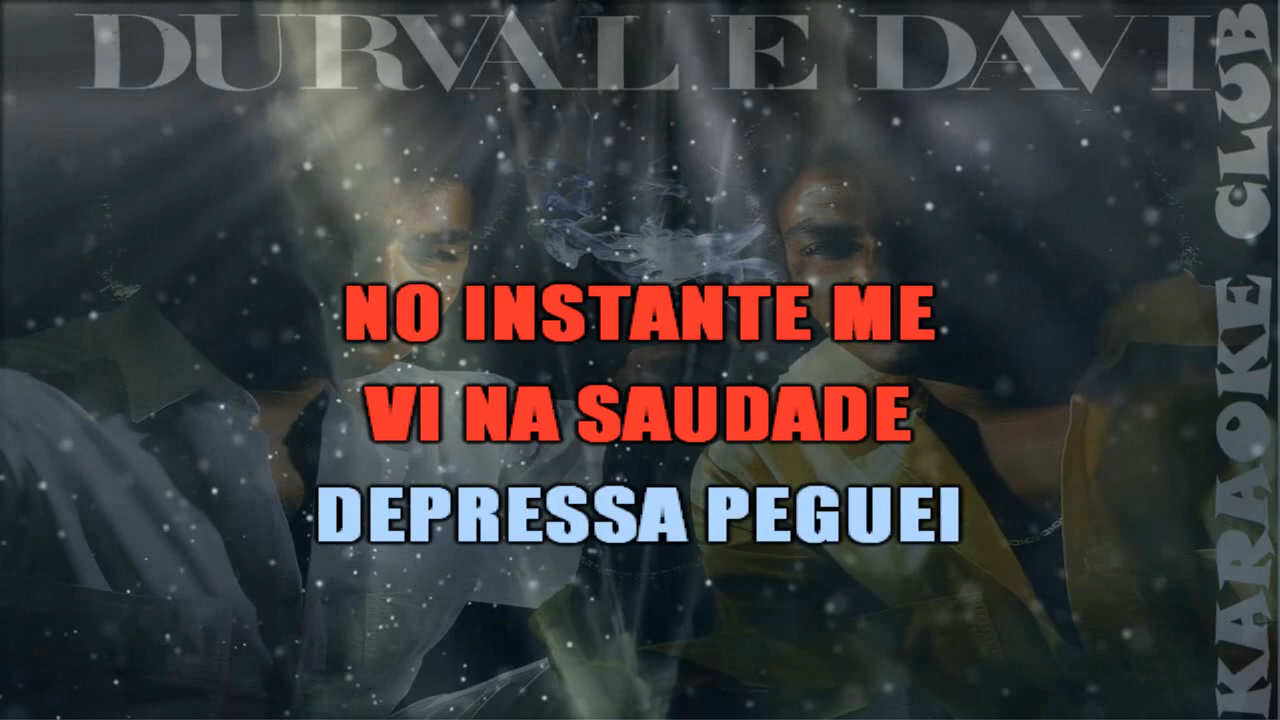 DURVAL E DAVI
NO INSTANTE ME
VI NA SAUDADE
DEPRESSA PEGUEI
KARAOKE CLUB